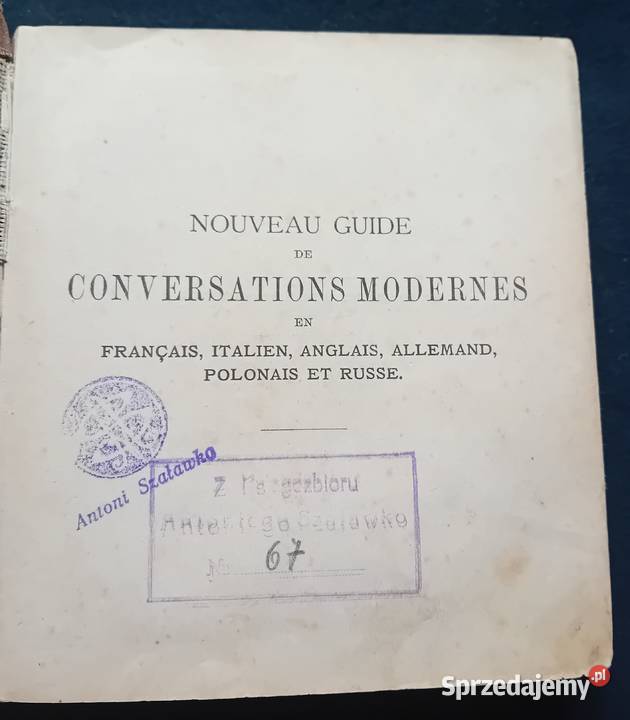 NOUVEAU GUIDE
DE
CONVERSATIONS MODERNES
EN
FRANÇAIS, ITALIEN, ANGLAIS, ALLEMAND,
POLONAIS ET RUSSE.
Antoni Szaławko
Z
Antoniego Szaławko
№ 67
Sprzedajemy.pl